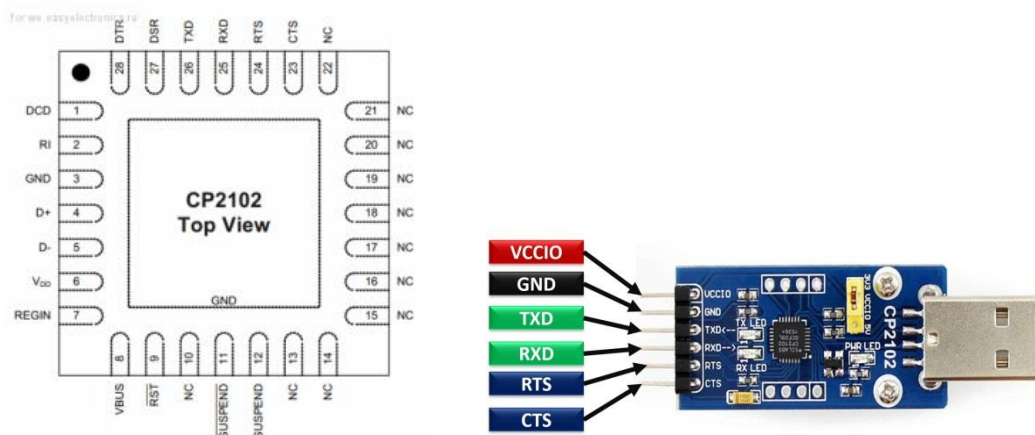 for we.easyelectronics.ru
DTR
DSR
TXD
RXD
RTS
CTS
NC
28
27
26
25
24
23
22
DCD 1
RI 2
GND 3
D+ 4
D- 5
VDD 6
REGIN 7
21 NC
20 NC
19 NC
18 NC
17 NC
16 NC
15 NC
CP2102
Top View
GND
8
9
10
11
12
13
14
VBUS
RST
NC
SUSPEND
SUSPEND
NC
NC
VCCIO
GND
TXD
RXD
RTS
CTS
VCCIO
GND
TXD<--
RXD-->
RTS
CTS
TX LED
RX LED
3V3 VCCIO 5V
PWR LED
CP2102